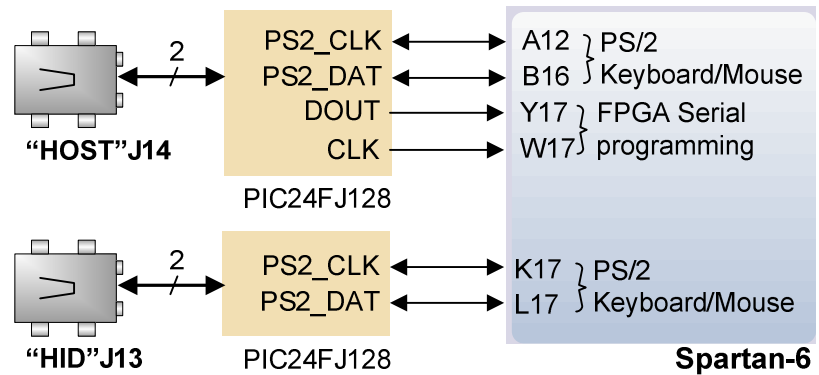 2 PS2_CLK A12 PS/2
PS2_DAT B16 Keyboard/Mouse
DOUT Y17 FPGA Serial
“HOST”J14 CLK W17 programming
PIC24FJ128
2 PS2_CLK K17 PS/2
PS2_DAT L17 Keyboard/Mouse
“HID”J13 PIC24FJ128 Spartan-6